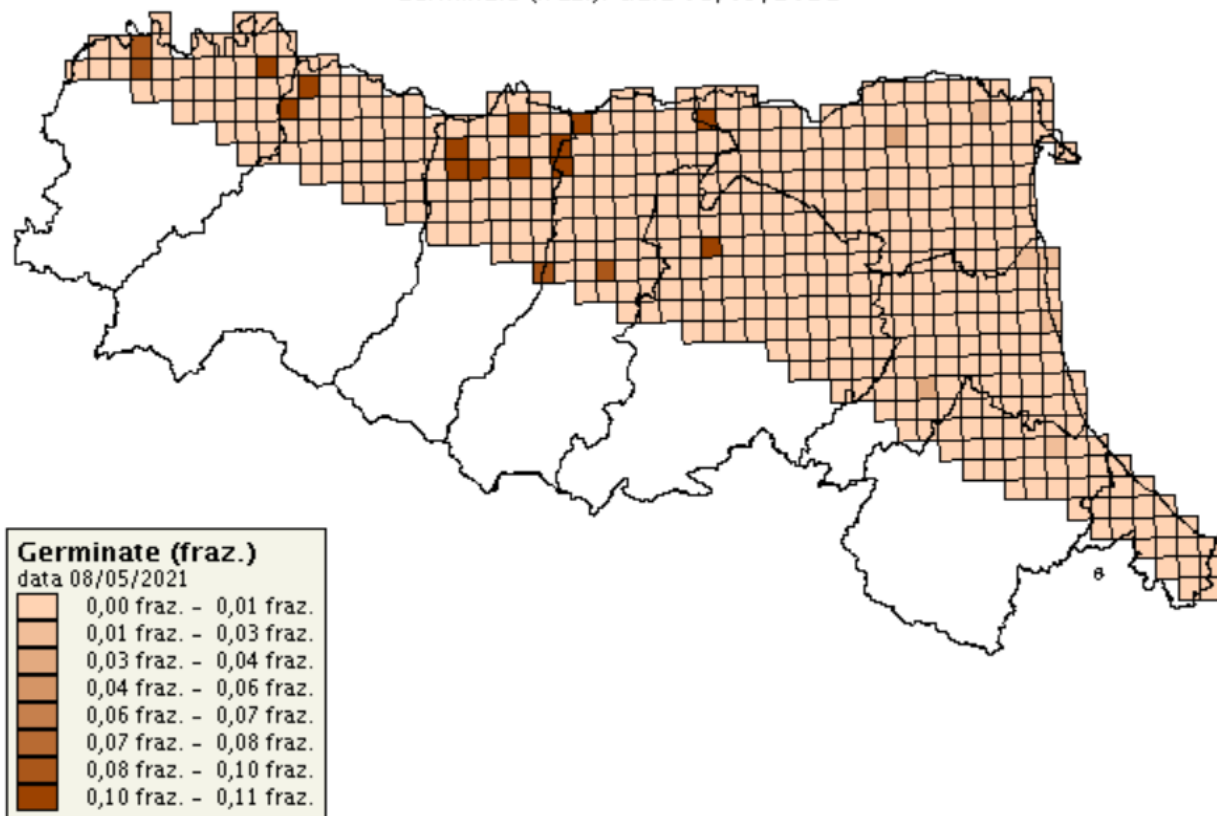 Germinate (fraz.)
data 08/05/2021
0,00 fraz. - 0,01 fraz.
0,01 fraz. - 0,03 fraz.
0,03 fraz. - 0,04 fraz.
0,04 fraz. - 0,06 fraz.
0,06 fraz. - 0,07 fraz.
0,07 fraz. - 0,08 fraz.
0,08 fraz. - 0,10 fraz.
0,10 fraz. - 0,11 fraz.